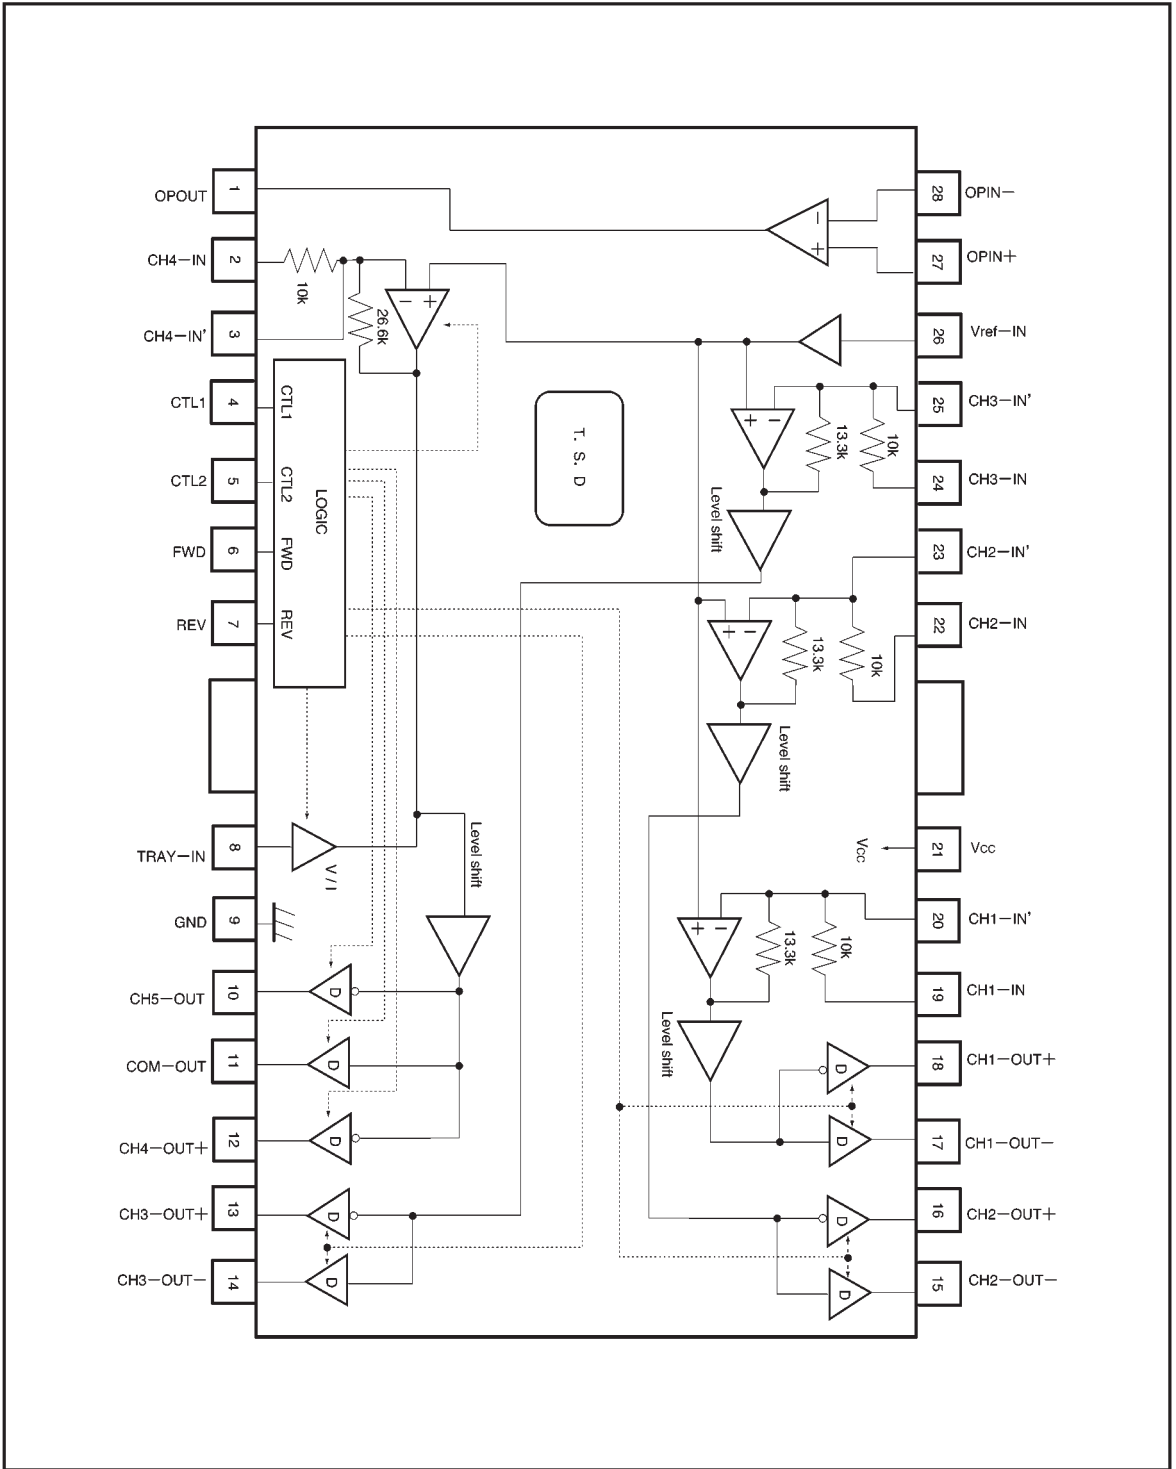 OPOUT
1
CH4−IN
2
10k
26.6k
− +
CH4−IN'
3
CTL1
4
CTL1
CTL2
5
CTL2
LOGIC
FWD
6
FWD
REV
7
REV
TRAY−IN
8
V / I
Level shift
GND
9
CH5−OUT
10
D
COM−OUT
11
D
CH4−OUT+
12
D
CH3−OUT+
13
D
CH3−OUT−
14
D
T. S. D
28
OPIN−
−
+
27
OPIN+
26
Vref−IN
25
CH3−IN'
+ −
13.3k
10k
24
CH3−IN
Level shift
23
CH2−IN'
22
CH2−IN
+ −
13.3k
10k
Level shift
21
Vcc
Vcc
20
CH1−IN'
+ −
13.3k
10k
19
CH1−IN
Level shift
18
CH1−OUT+
D
17
CH1−OUT−
D
16
CH2−OUT+
D
15
CH2−OUT−
D